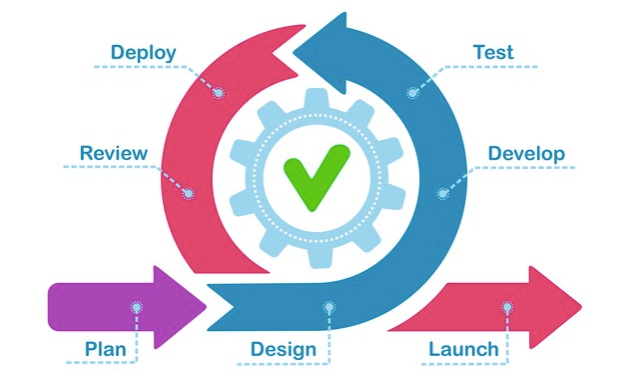 Deploy
Test
Review
Develop
Plan
Design
Launch